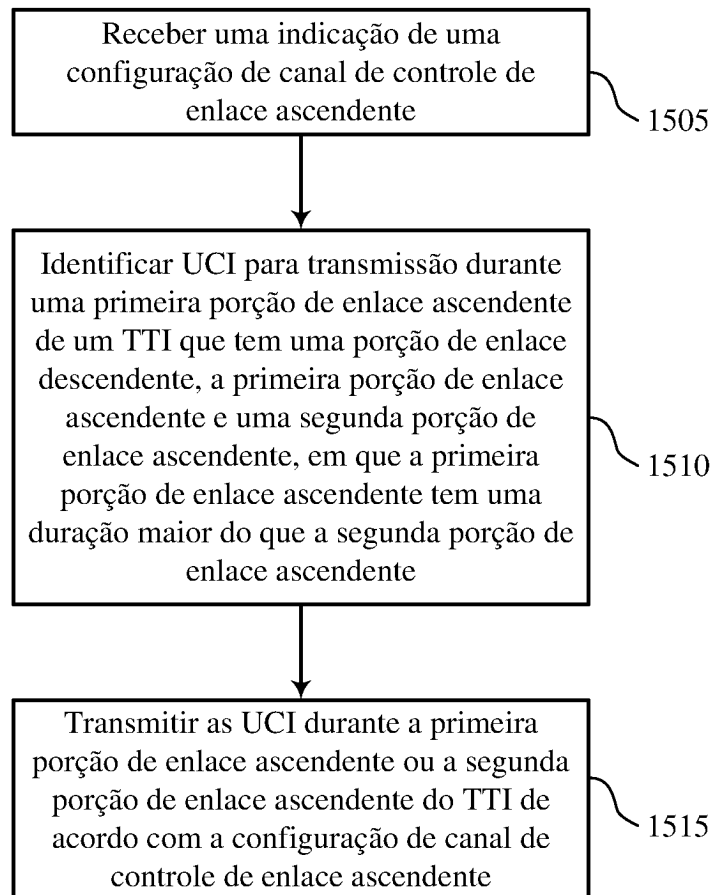 Receber uma indicação de uma
configuração de canal de controle de
enlace ascendente
1505
Identificar UCI para transmissão durante
uma primeira porção de enlace ascendente
de um TTI que tem uma porção de enlace
descendente, a primeira porção de enlace
ascendente e uma segunda porção de
enlace ascendente, em que a primeira
porção de enlace ascendente tem uma
duração maior do que a segunda porção de
enlace ascendente
1510
Transmitir as UCI durante a primeira
porção de enlace ascendente ou a segunda
porção de enlace ascendente do TTI de
acordo com a configuração de canal de
controle de enlace ascendente
1515